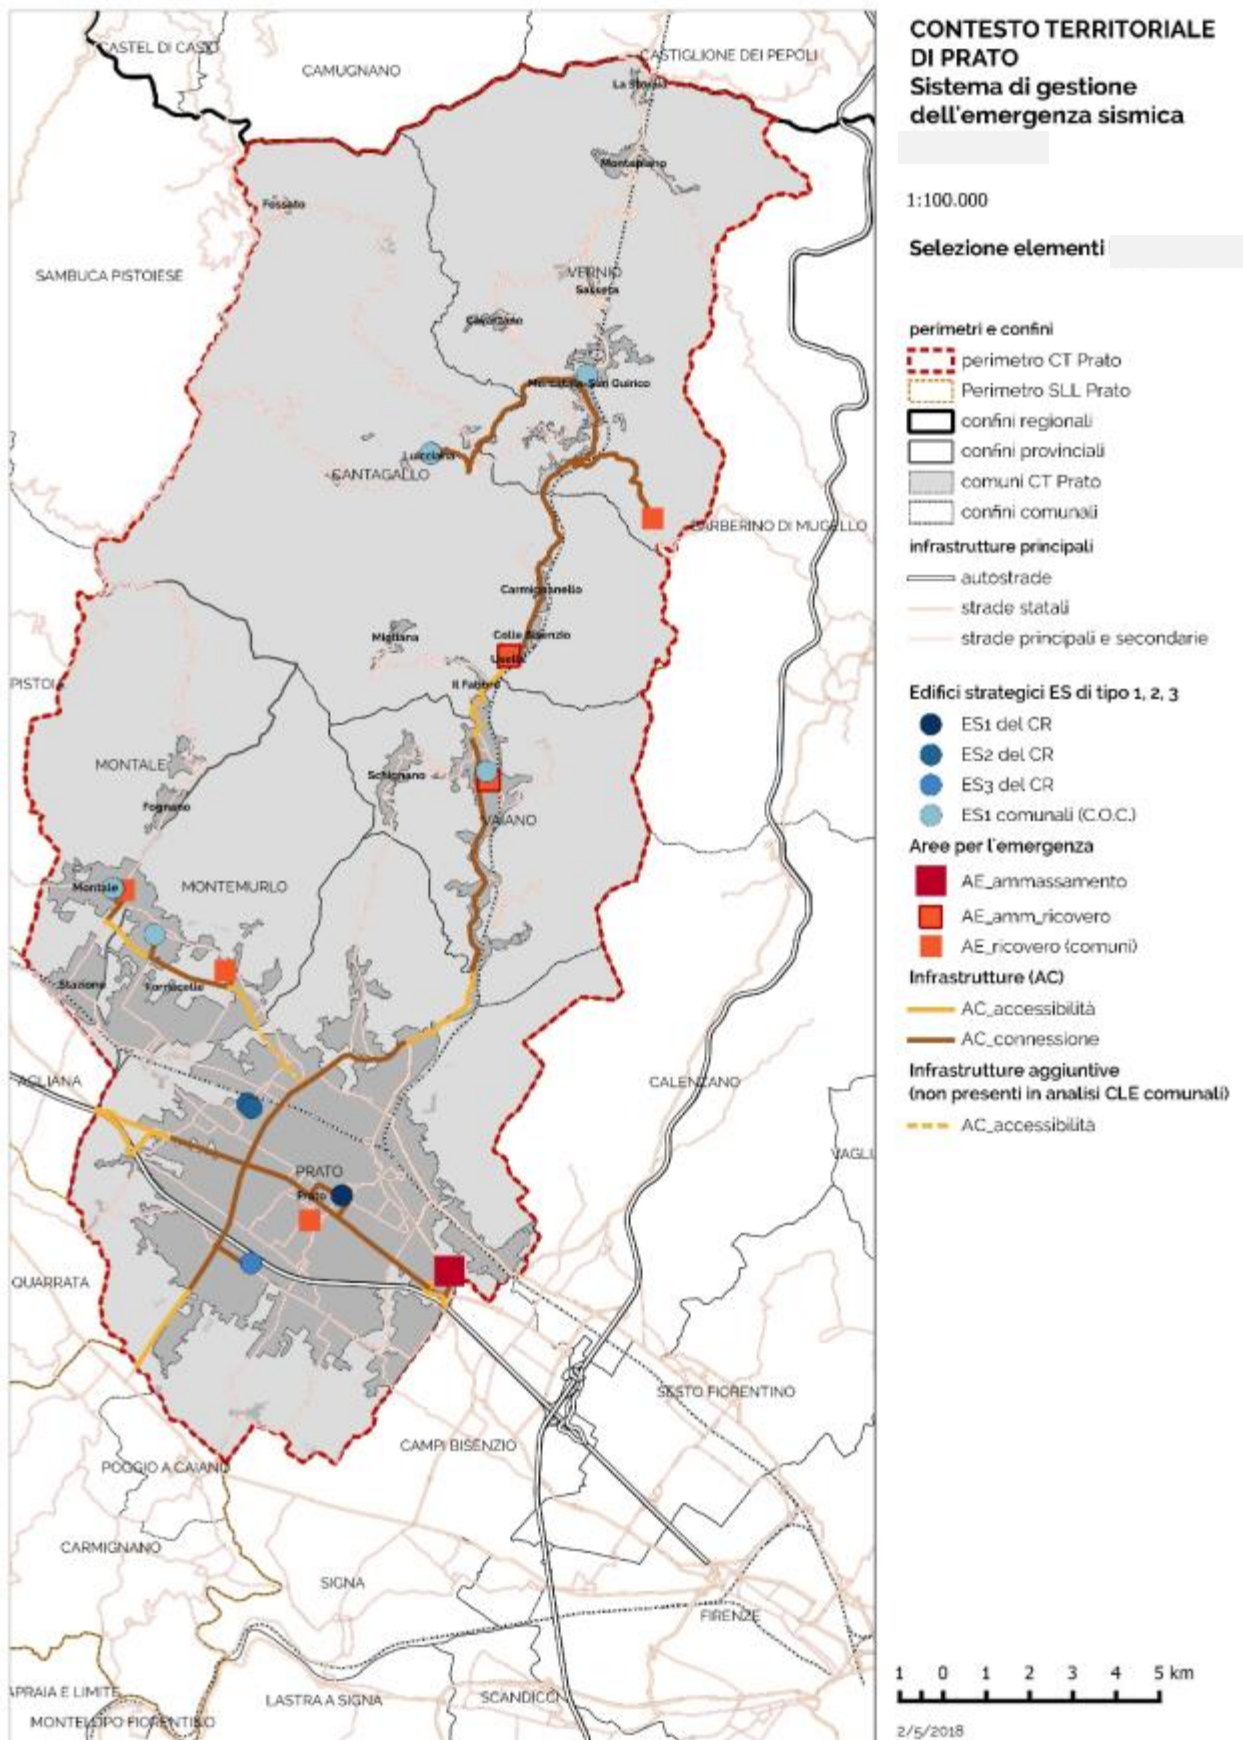 CASTEL DI CASIO
CAMUGNANO
CASTIGLIONE DEI PEPOLI
La Storaia
Montepiano
Fossato
SAMBUCA PISTOIESE
VERNIO
Sasseta
Cavarzano
Mercatale-San Quirico
Luicciana
CANTAGALLO
BARBERINO DI MUGELLO
Carmignanello
Migliana
Colle Bisenzio
Usella
PISTOIA
Il Fabbro
MONTALE
Schignano
Fognano
VAIANO
Montale
MONTEMURLO
Stazione
Fornacelle
AGLIANA
CALENZANO
VAGLI
PRATO
Prato
QUARRATA
SESTO FIORENTINO
CAMPI BISENZIO
POGGIO A CAIANO
CARMIGNANO
SIGNA
FIRENZE
APRAIA E LIMITE
LASTRA A SIGNA
SCANDICCI
MONTELUPO FIORENTINO
CONTESTO TERRITORIALE
DI PRATO
Sistema di gestione
dell'emergenza sismica
1:100.000
Selezione elementi
perimetri e confini
perimetro CT Prato
Perimetro SLL Prato
confini regionali
confini provinciali
comuni CT Prato
confini comunali
infrastrutture principali
autostrade
strade statali
strade principali e secondarie
Edifici strategici ES di tipo 1, 2, 3
ES1 del CR
ES2 del CR
ES3 del CR
ES1 comunali (C.O.C.)
Aree per l'emergenza
AE_ammassamento
AE_amm_ricovero
AE_ricovero (comuni)
Infrastrutture (AC)
AC_accessibilità
AC_connessione
Infrastrutture aggiuntive
(non presenti in analisi CLE comunali)
AC_accessibilità
1 0 1 2 3 4 5 km
2/5/2018